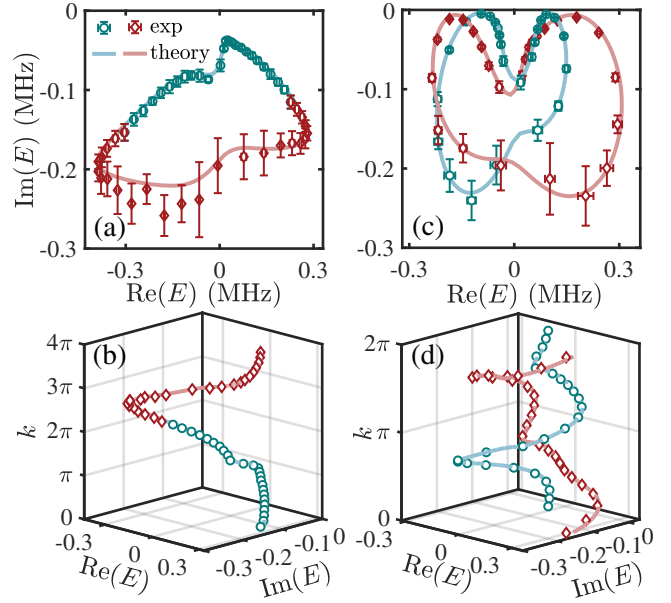 0
-0.1
-0.2
-0.3
Im(E) (MHz)
exp
theory
(a)
-0.3
0
0.3
Re(E) (MHz)
0
-0.1
-0.2
-0.3
(c)
-0.3
0
0.3
Re(E) (MHz)
4π
3π
2π
π
0
k
(b)
-0.3
0
0.3
Re(E)
-0.3
-0.2
-0.1
0
Im(E)
2π
π
0
k
(d)
-0.3
0
0.3
Re(E)
-0.3
-0.2
-0.1
0
Im(E)